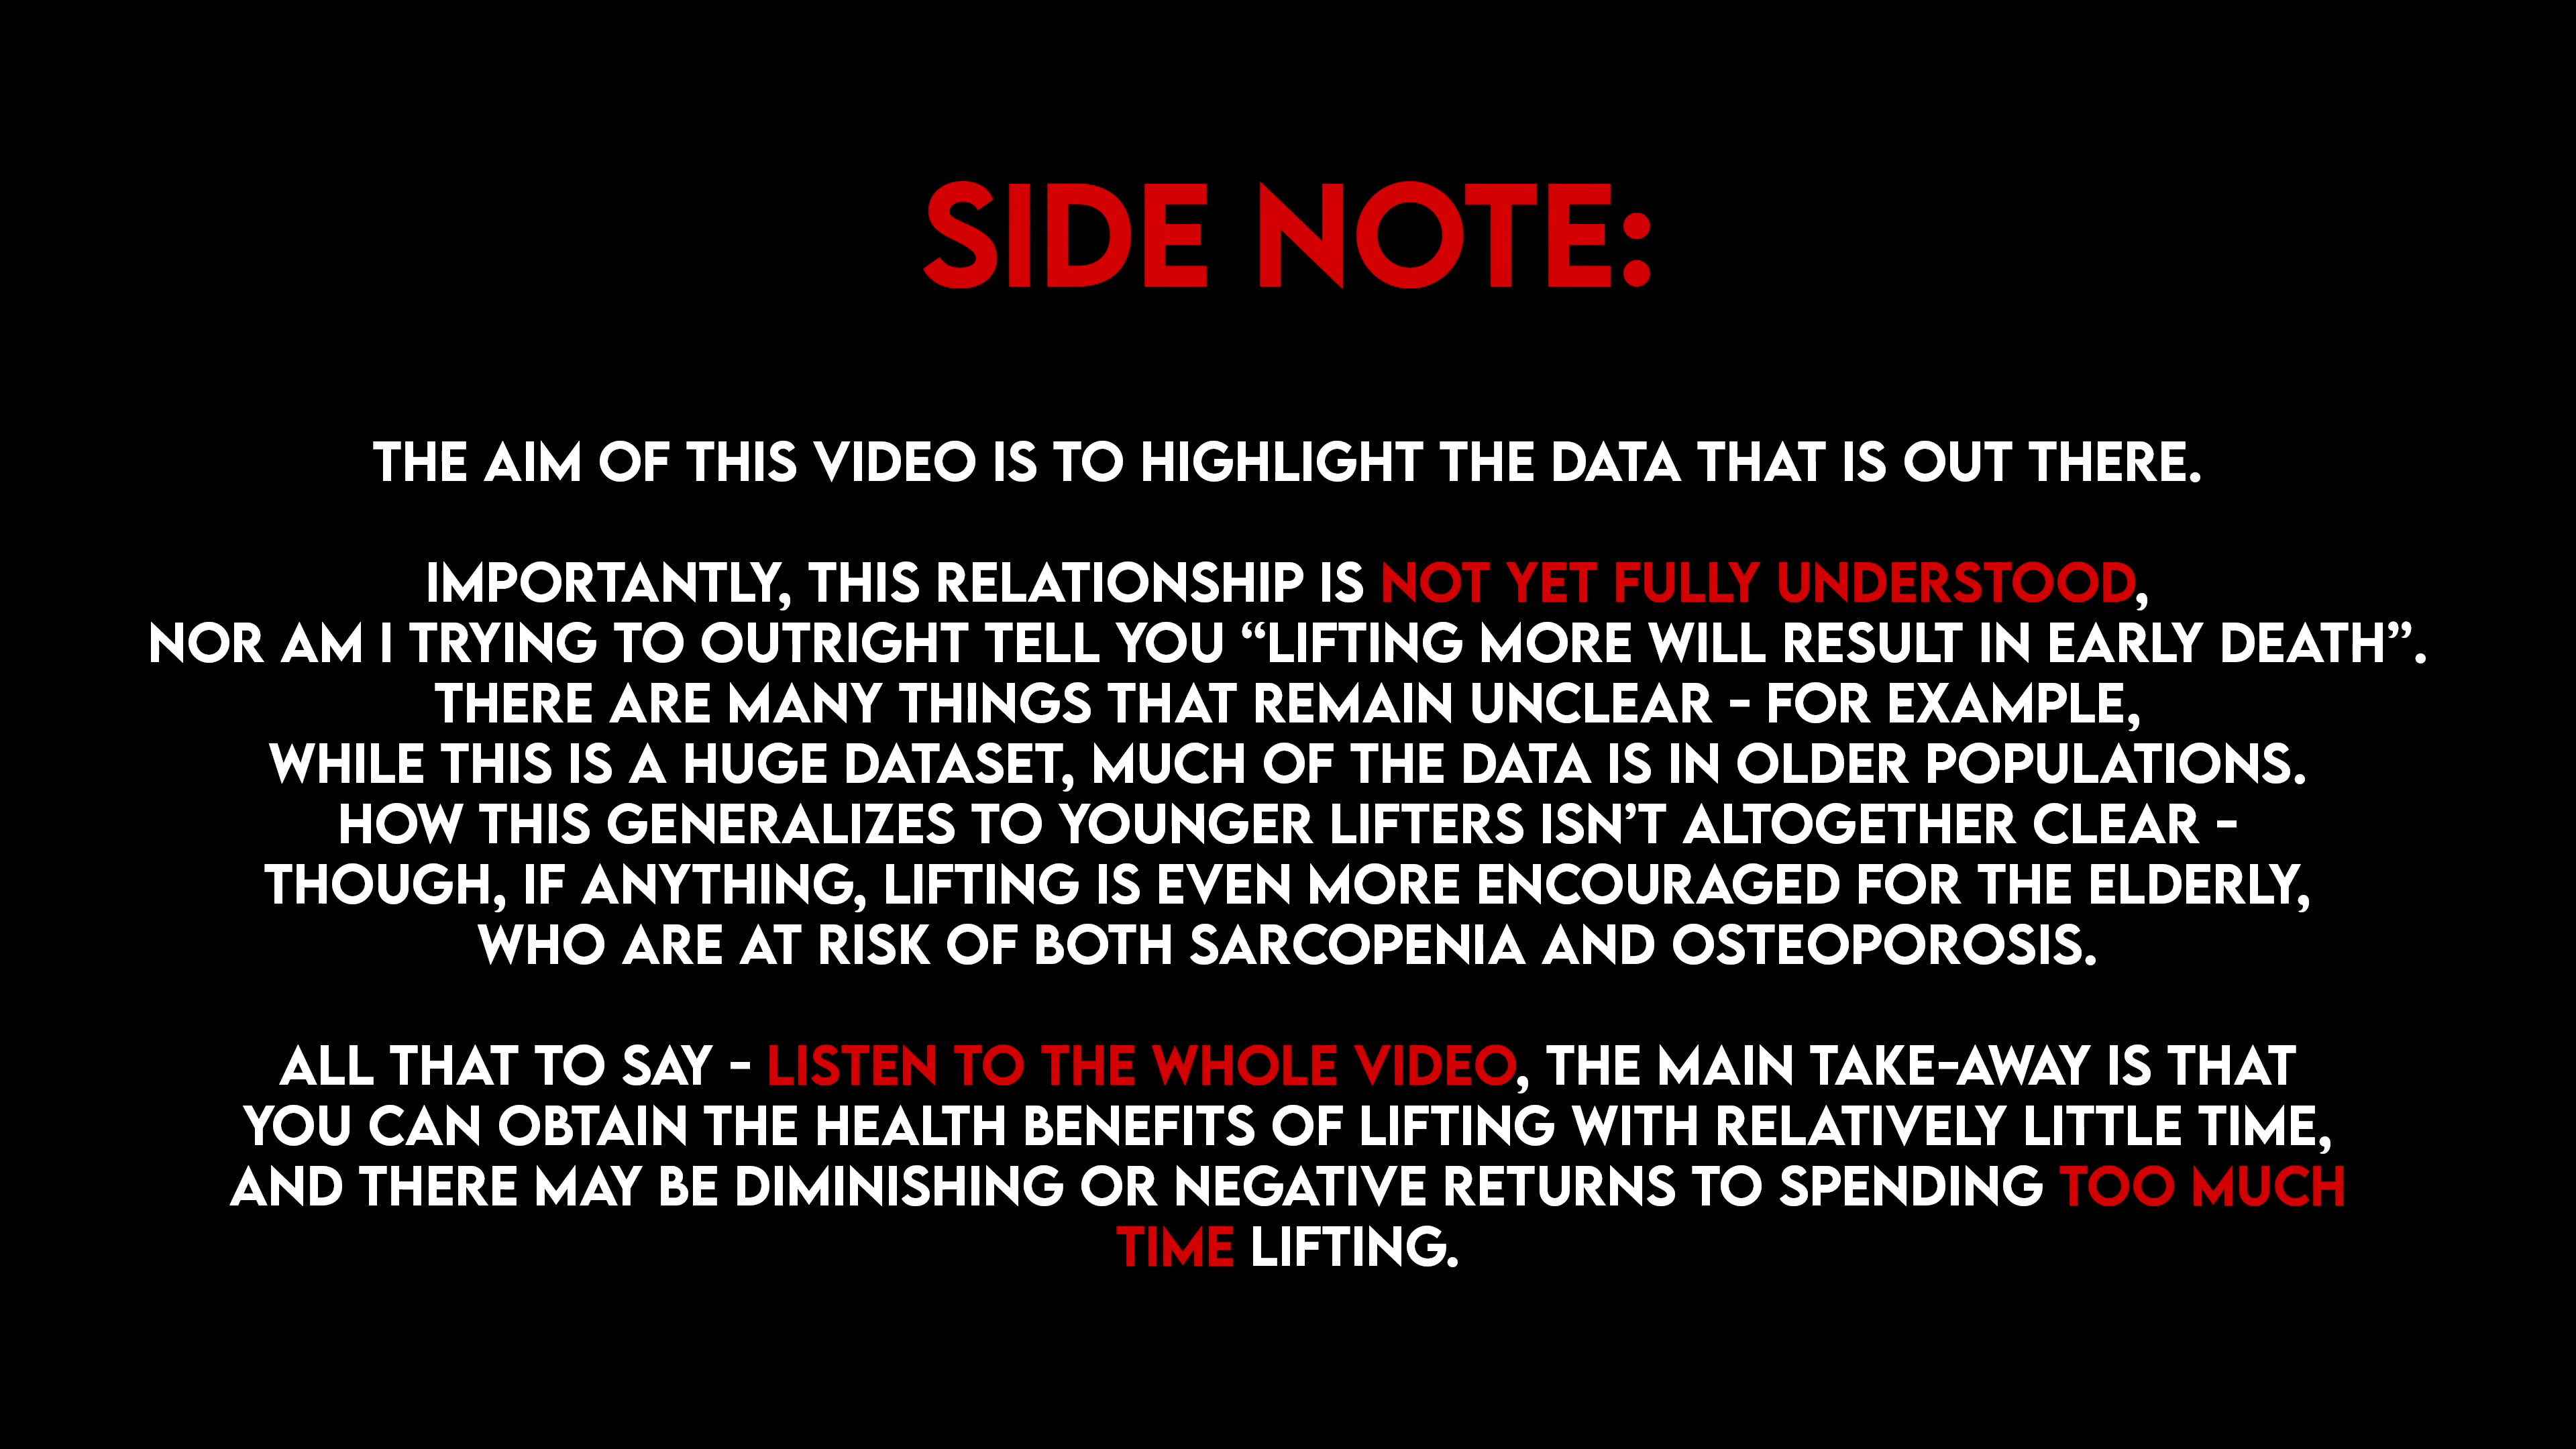 SIDE NOTE:
THE AIM OF THIS VIDEO IS TO HIGHLIGHT THE DATA THAT IS OUT THERE.
IMPORTANTLY, THIS RELATIONSHIP IS NOT YET FULLY UNDERSTOOD,
NOR AM I TRYING TO OUTRIGHT TELL YOU “LIFTING MORE WILL RESULT IN EARLY DEATH”.
THERE ARE MANY THINGS THAT REMAIN UNCLEAR - FOR EXAMPLE,
WHILE THIS IS A HUGE DATASET, MUCH OF THE DATA IS IN OLDER POPULATIONS.
HOW THIS GENERALIZES TO YOUNGER LIFTERS ISN’T ALTOGETHER CLEAR -
THOUGH, IF ANYTHING, LIFTING IS EVEN MORE ENCOURAGED FOR THE ELDERLY,
WHO ARE AT RISK OF BOTH SARCOPENIA AND OSTEOPOROSIS.
ALL THAT TO SAY - LISTEN TO THE WHOLE VIDEO, THE MAIN TAKE-AWAY IS THAT
YOU CAN OBTAIN THE HEALTH BENEFITS OF LIFTING WITH RELATIVELY LITTLE TIME,
AND THERE MAY BE DIMINISHING OR NEGATIVE RETURNS TO SPENDING TOO MUCH
TIME LIFTING.